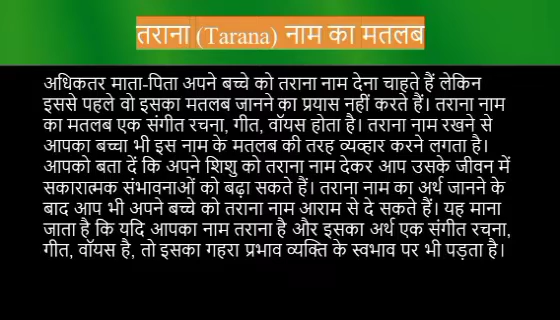 तराना (Tarana) नाम का मतलब
अधिकतर माता-पिता अपने बच्चे को तराना नाम देना चाहते हैं लेकिन
इससे पहले वो इसका मतलब जानने का प्रयास नहीं करते हैं। तराना नाम
का मतलब एक संगीत रचना, गीत, वॉयस होता है। तराना नाम रखने से
आपका बच्चा भी इस नाम के मतलब की तरह व्यव्हार करने लगता है।
आपको बता दें कि अपने शिशु को तराना नाम देकर आप उसके जीवन में
सकारात्मक संभावनाओं को बढ़ा सकते हैं। तराना नाम का अर्थ जानने के
बाद आप भी अपने बच्चे को तराना नाम आराम से दे सकते हैं। यह माना
जाता है कि यदि आपका नाम तराना है और इसका अर्थ एक संगीत रचना,
गीत, वॉयस है, तो इसका गहरा प्रभाव व्यक्ति के स्वभाव पर भी पड़ता है।